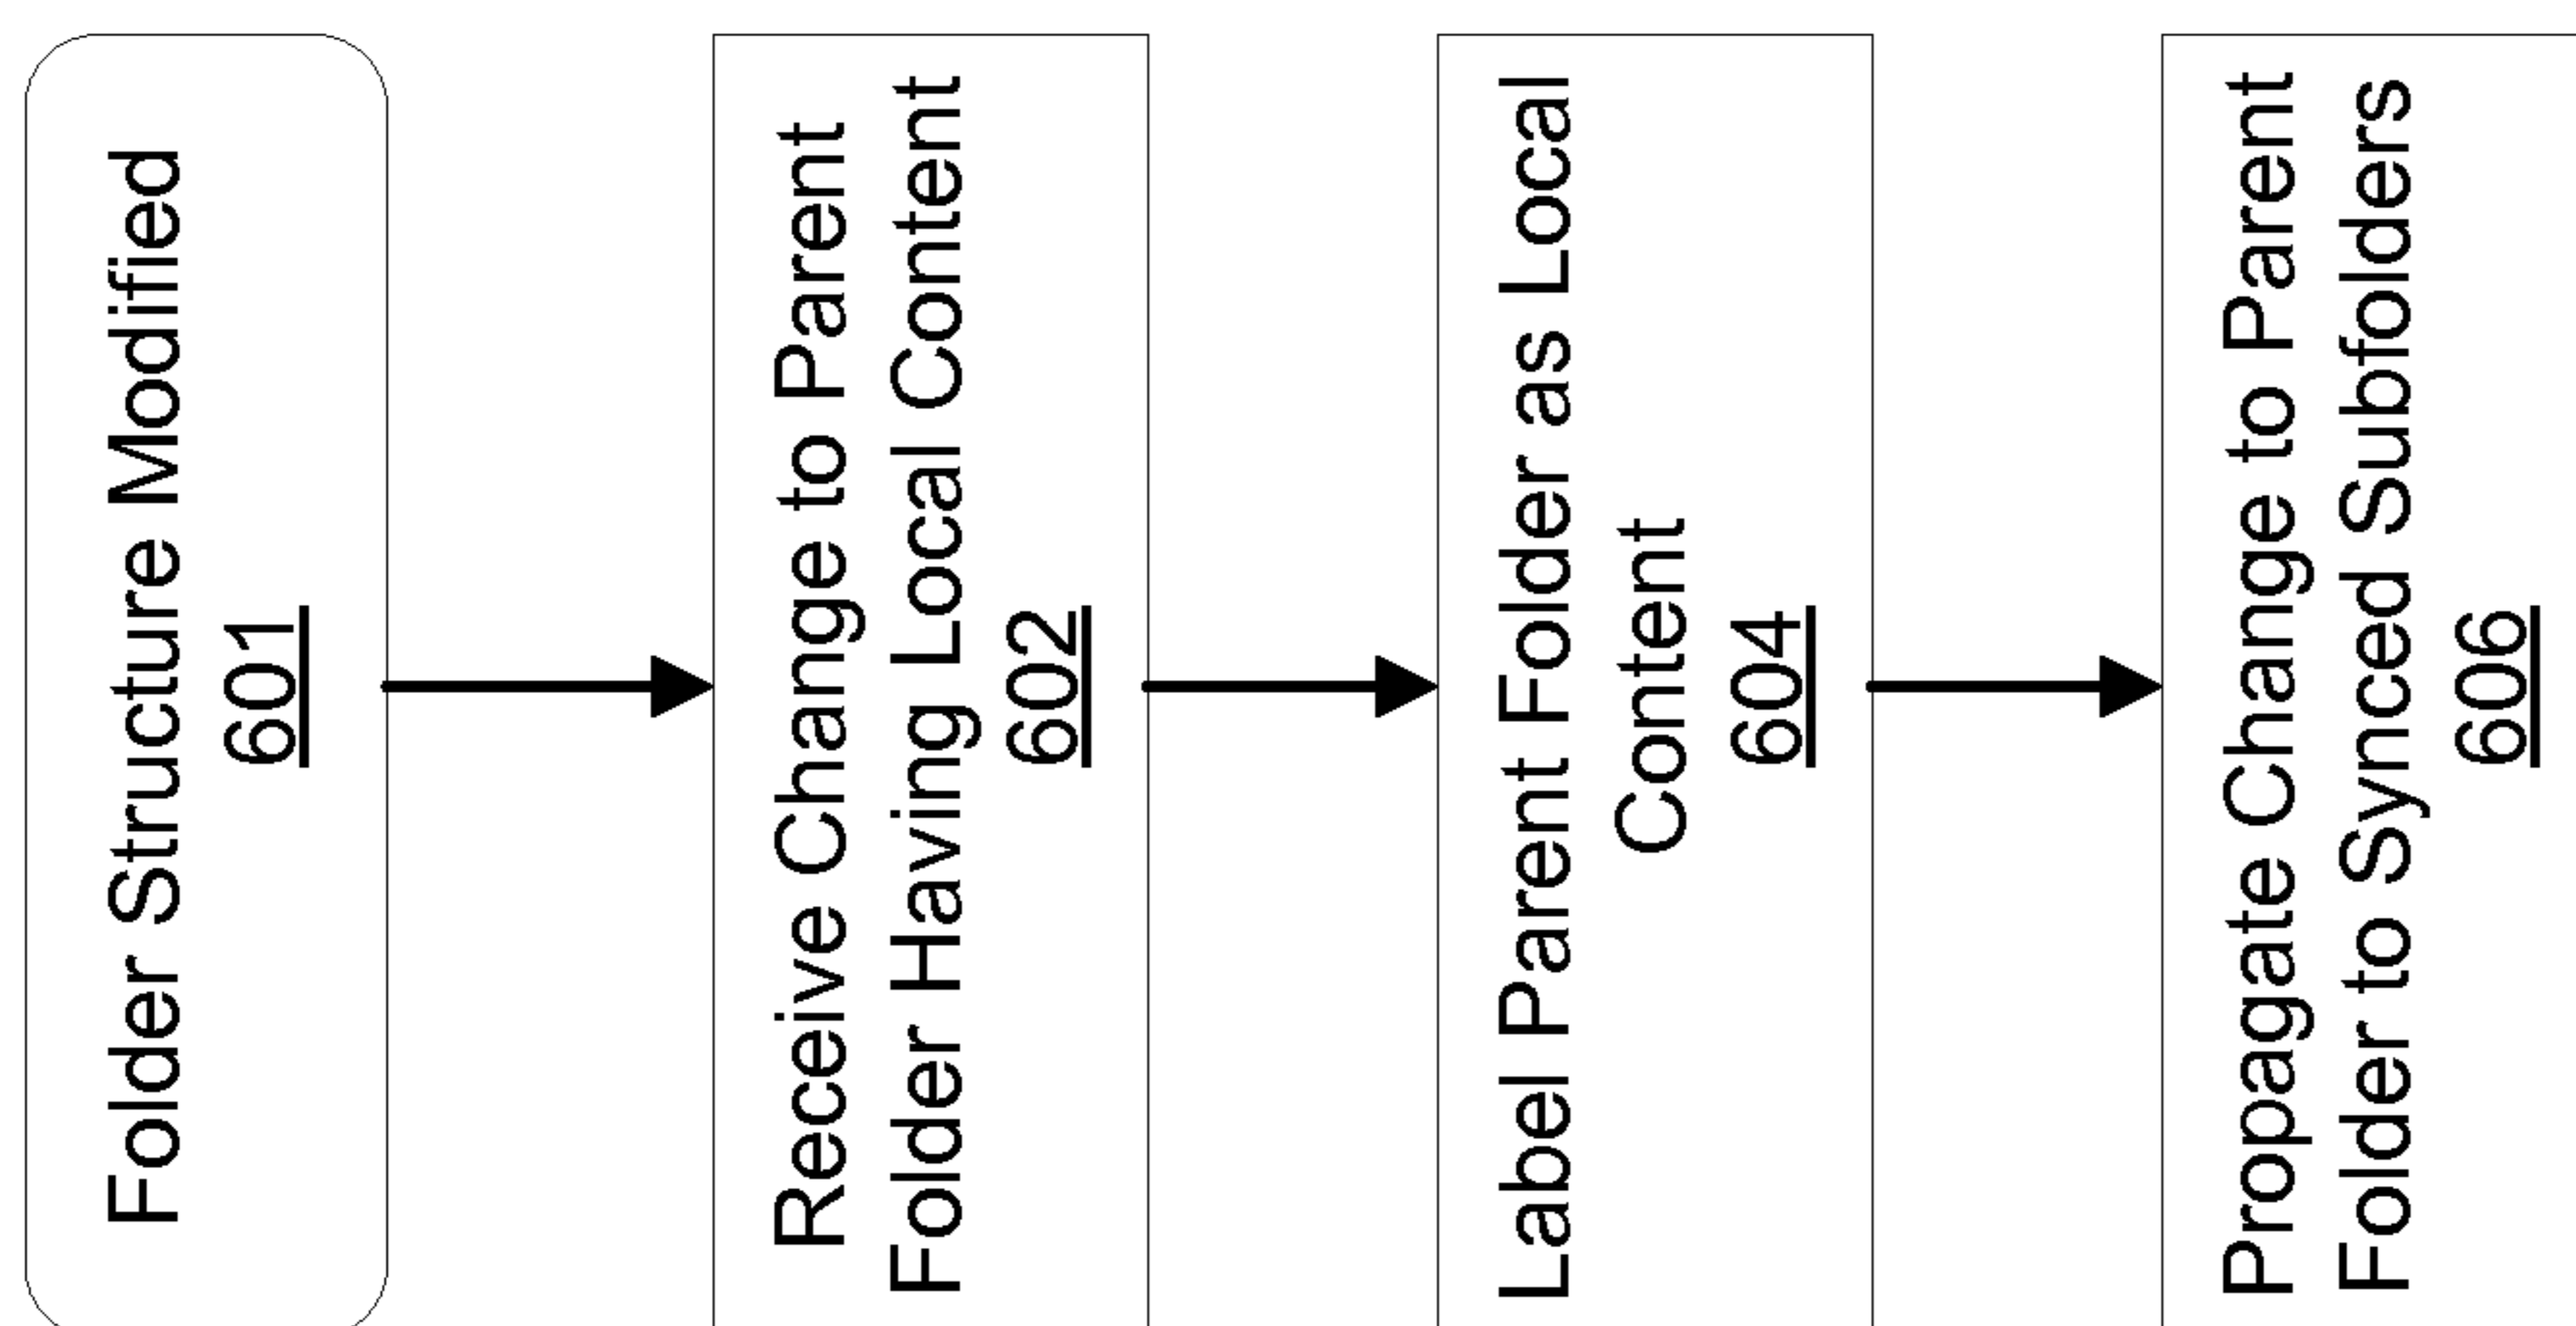 Folder Structure Modified
601
Receive Change to Parent
Folder Having Local Content
602
Label Parent Folder as Local
Content
604
Propagate Change to Parent
Folder to Synced Subfolders
606